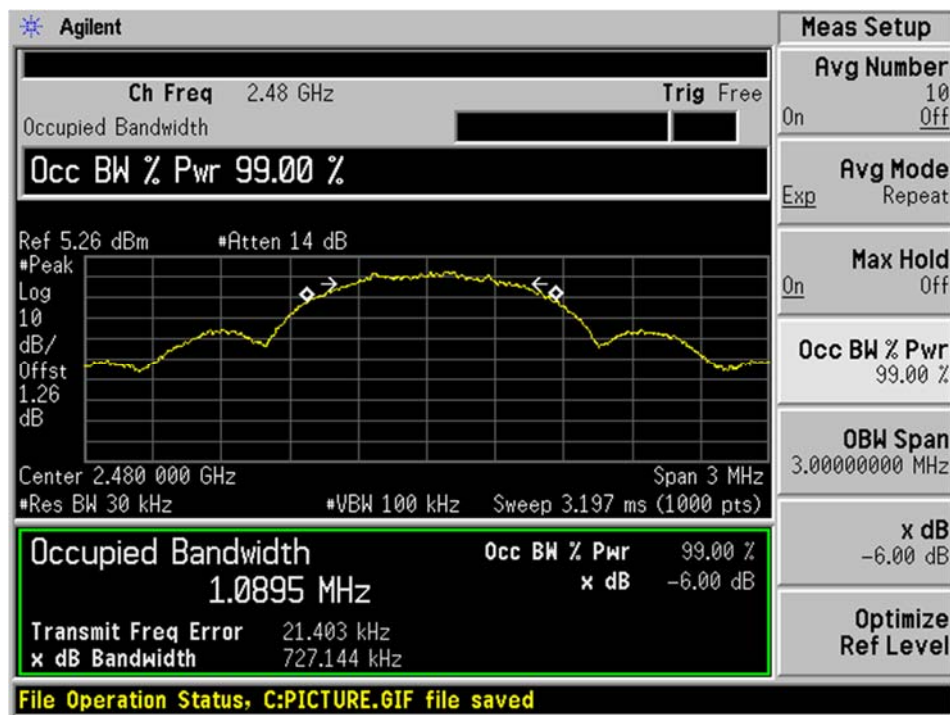 Agilent
Meas Setup
Ch Freq 2.48 GHz Trig Free
Occupied Bandwidth
Occ BW % Pwr 99.00 %
Ref 5.26 dBm #Atten 14 dB
#Peak
Log
10
dB/
Offst
1.26
dB
Center 2.480 000 GHz Span 3 MHz
#Res BW 30 kHz #VBW 100 kHz Sweep 3.197 ms (1000 pts)
Occupied Bandwidth
1.0895 MHz
Occ BW % Pwr 99.00 %
x dB -6.00 dB
Transmit Freq Error 21.403 kHz
x dB Bandwidth 727.144 kHz
File Operation Status, C:PICTURE.GIF file saved
Avg Number
10
On Off
Avg Mode
Exp Repeat
Max Hold
On Off
Occ BW % Pwr
99.00 %
OBW Span
3.00000000 MHz
x dB
-6.00 dB
Optimize
Ref Level